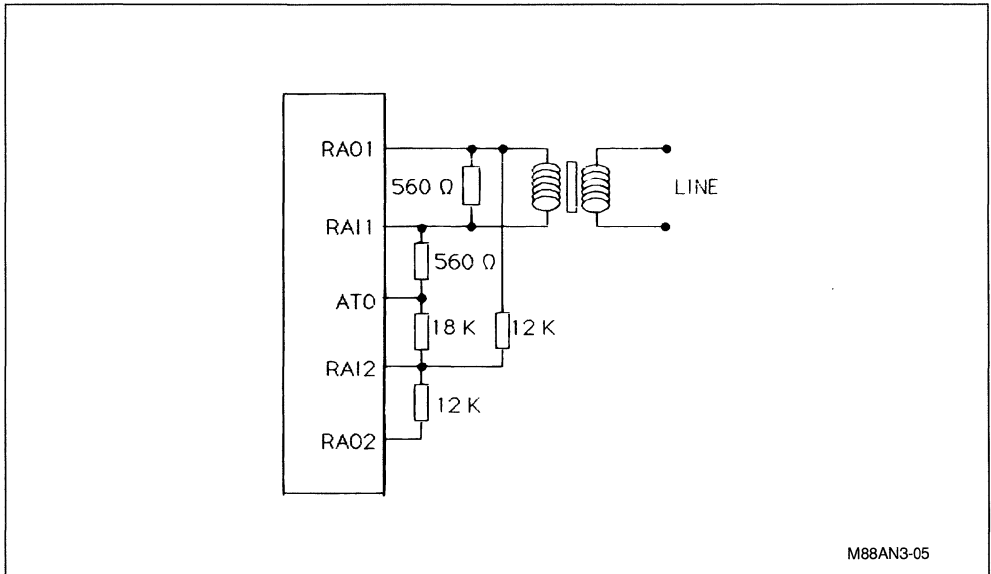 RAO1
560 Ω
LINE
RAI1
560 Ω
ATO
18 K
12 K
RAI2
12 K
RAO2
M88AN3-05